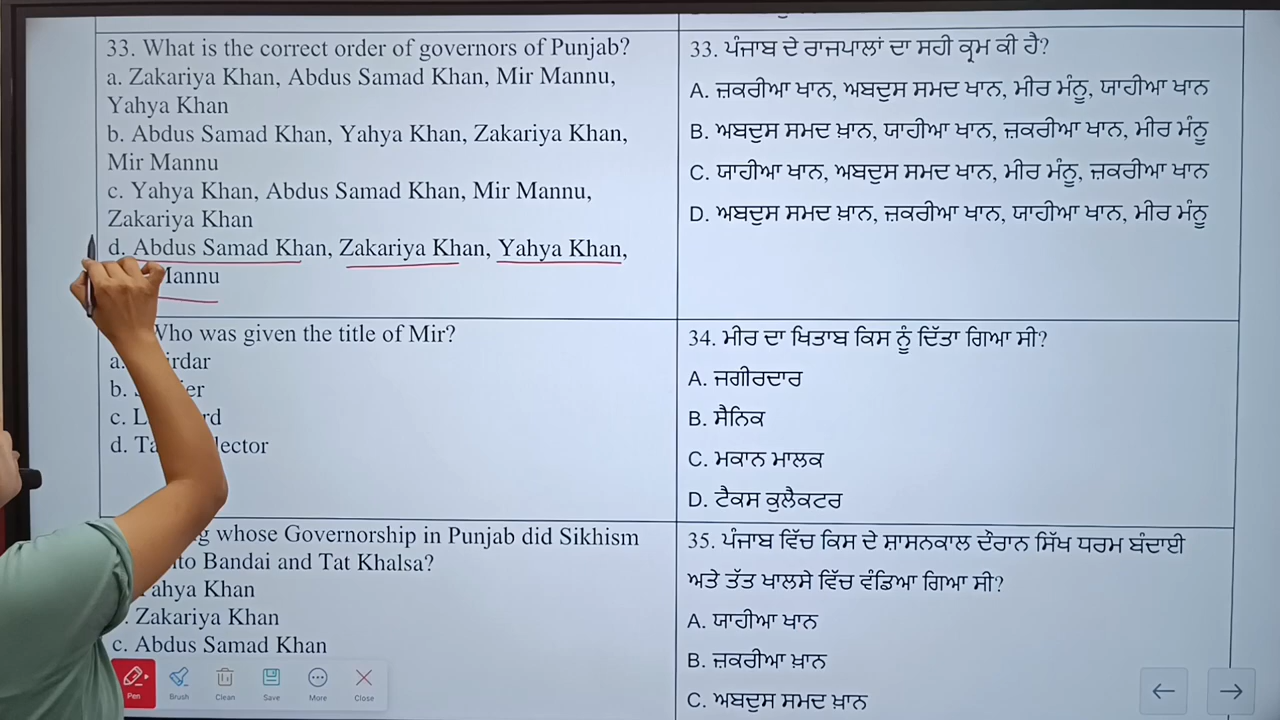 33. What is the correct order of governors of Punjab?
a. Zakariya Khan, Abdus Samad Khan, Mir Mannu,
Yahya Khan
b. Abdus Samad Khan, Yahya Khan, Zakariya Khan,
Mir Mannu
c. Yahya Khan, Abdus Samad Khan, Mir Mannu,
Zakariya Khan
d. Abdus Samad Khan, Zakariya Khan, Yahya Khan,
Mannu
33. ਪੰਜਾਬ ਦੇ ਰਾਜਪਾਲਾਂ ਦਾ ਸਹੀ ਕ੍ਰਮ ਕੀ ਹੈ?
A. ਜ਼ਕਰੀਆ ਖਾਨ, ਅਬਦੁਸ ਸਮਦ ਖਾਨ, ਮੀਰ ਮੰਨੂ, ਯਾਹੀਆ ਖਾਨ
B. ਅਬਦੁਸ ਸਮਦ ਖ਼ਾਨ, ਯਾਹੀਆ ਖਾਨ, ਜ਼ਕਰੀਆ ਖਾਨ, ਮੀਰ ਮੰਨੂ
C. ਯਾਹੀਆ ਖਾਨ, ਅਬਦੁਸ ਸਮਦ ਖਾਨ, ਮੀਰ ਮੰਨੂ, ਜ਼ਕਰੀਆ ਖਾਨ
D. ਅਬਦੁਸ ਸਮਦ ਖ਼ਾਨ, ਜ਼ਕਰੀਆ ਖਾਨ, ਯਾਹੀਆ ਖਾਨ, ਮੀਰ ਮੰਨੂ
Who was given the title of Mir?
a.
b.
c.
d.
34. ਮੀਰ ਦਾ ਖਿਤਾਬ ਕਿਸ ਨੂੰ ਦਿੱਤਾ ਗਿਆ ਸੀ?
A. ਜਗੀਰਦਾਰ
B. ਸੈਨਿਕ
C. ਮਕਾਨ ਮਾਲਕ
D. ਟੈਕਸ ਕੁਲੈਕਟਰ
whose Governorship in Punjab did Sikhism
Bandai and Tat Khalsa?
Yahya Khan
Zakariya Khan
c. Abdus Samad Khan
35. ਪੰਜਾਬ ਵਿੱਚ ਕਿਸ ਦੇ ਸ਼ਾਸਨਕਾਲ ਦੌਰਾਨ ਸਿੱਖ ਧਰਮ ਬੰਦਾਈ
ਅਤੇ ਤੱਤ ਖਾਲਸੇ ਵਿੱਚ ਵੰਡਿਆ ਗਿਆ ਸੀ?
A. ਯਾਹੀਆ ਖਾਨ
B. ਜ਼ਕਰੀਆ ਖ਼ਾਨ
C. ਅਬਦੁਸ ਸਮਦ ਖ਼ਾਨ
Pen Brush Clean Save More Close